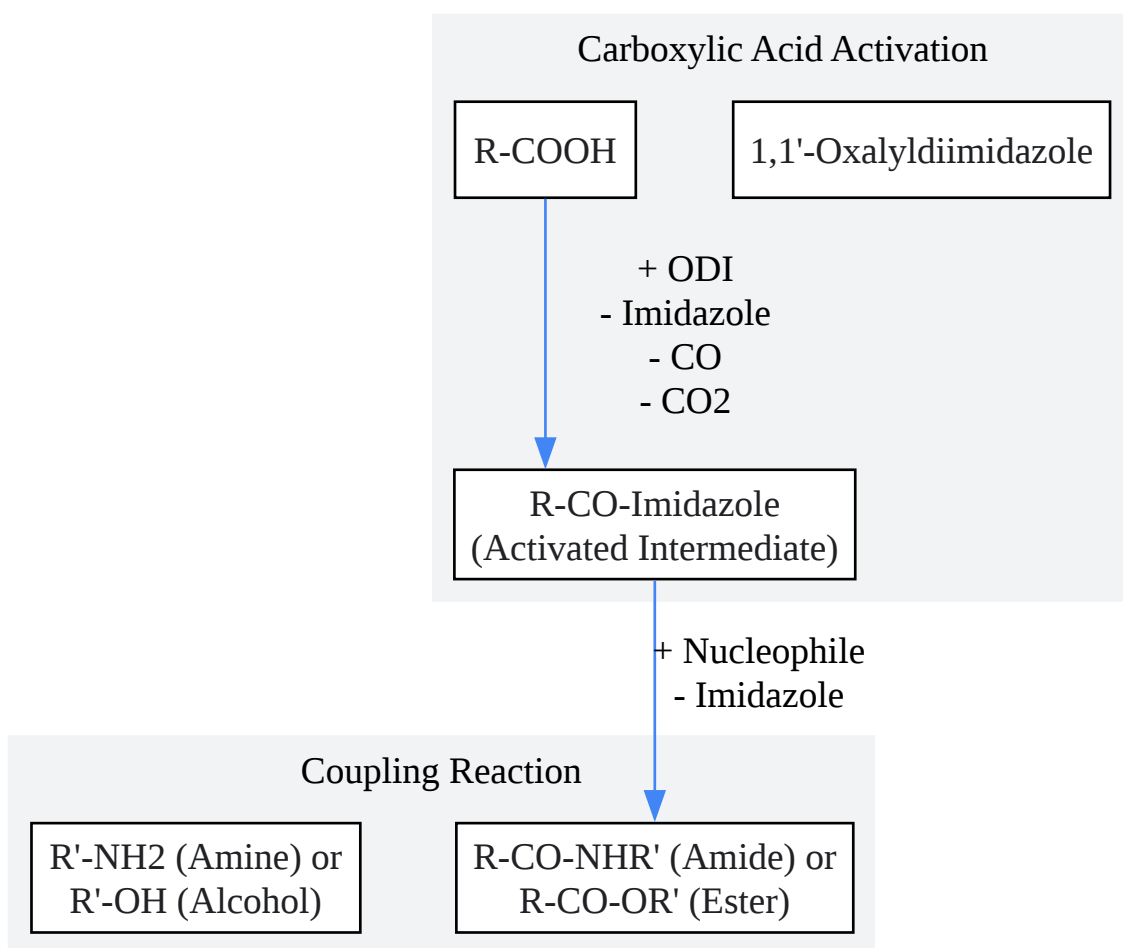 Carboxylic Acid Activation
R-COOH
1,1'-Oxalyldiimidazole
+ ODI
- Imidazole
- CO
- CO2
R-CO-Imidazole
(Activated Intermediate)
+ Nucleophile
- Imidazole
Coupling Reaction
R'-NH2 (Amine) or
R'-OH (Alcohol)
R-CO-NHR' (Amide) or
R-CO-OR' (Ester)